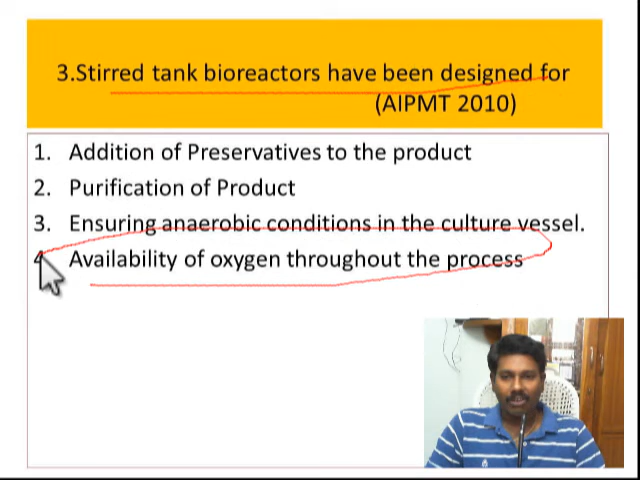 3.Stirred tank bioreactors have been designed for
(AIPMT 2010)
1. Addition of Preservatives to the product
2. Purification of Product
3. Ensuring anaerobic conditions in the culture vessel.
4. Availability of oxygen throughout the process